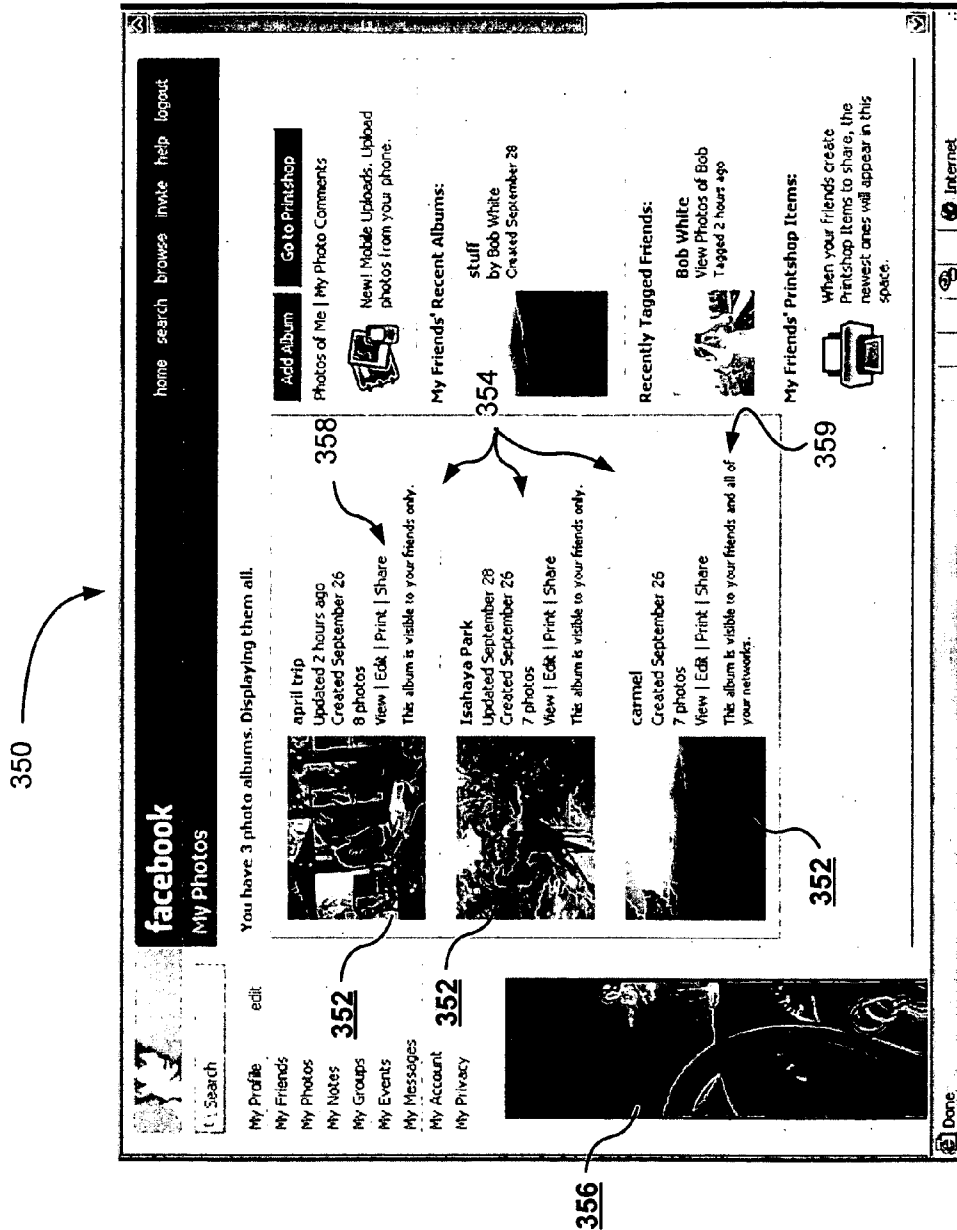 350
facebook
home search browse invite help logout
My Photos
Search
My Profile edit
My Friends
My Photos
My Notes
My Groups
My Events
My Messages
My Account
My Privacy
356
You have 3 photo albums. Displaying them all.
352
april trip
Updated 2 hours ago
Created September 26
8 photos
View | Edit | Print | Share
This album is visible to your friends only.
358
354
352
Isahaya Park
Updated September 28
Created September 26
7 photos
View | Edit | Print | Share
This album is visible to your friends only.
352
carmel
Created September 26
7 photos
View | Edit | Print | Share
This album is visible to your friends and all of
your networks.
359
Add Album Go to Printshop
Photos of Me | My Photo Comments
New! Mobile Uploads. Upload
photos from your phone.
My Friends' Recent Albums:
stuff
by Bob White
Created September 28
Recently Tagged Friends:
Bob White
View Photos of Bob
Tagged 2 hours ago
My Friends' Printshop Items:
When your friends create
Printshop Items to share, the
newest ones will appear in this
space.
Done
Internet